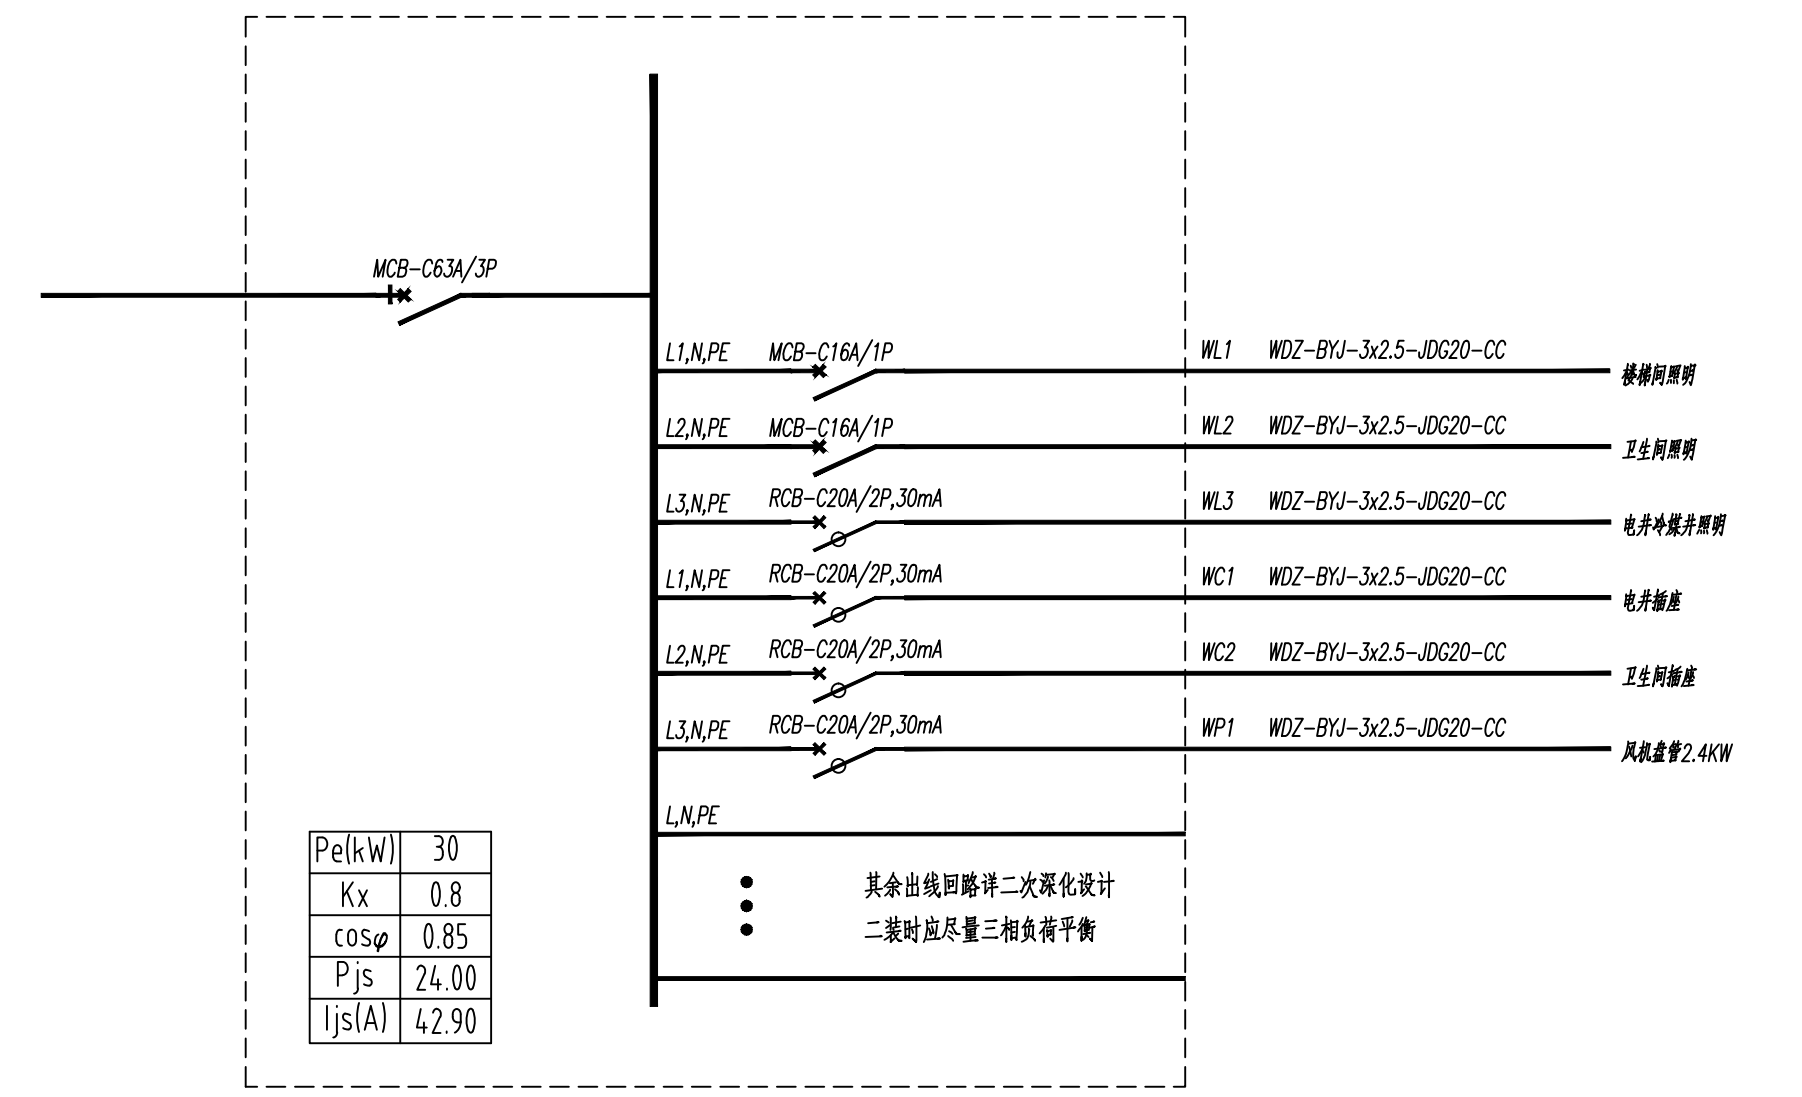 MCB-C63A/3P
L1,N,PE MCB-C16A/1P WL1 WDZ-BYJ-3x2.5-JDG20-CC 楼梯间照明
L2,N,PE MCB-C16A/1P WL2 WDZ-BYJ-3x2.5-JDG20-CC 卫生间照明
L3,N,PE RCB-C20A/2P,30mA WL3 WDZ-BYJ-3x2.5-JDG20-CC 电井冷媒井照明
L1,N,PE RCB-C20A/2P,30mA WC1 WDZ-BYJ-3x2.5-JDG20-CC 电井插座
L2,N,PE RCB-C20A/2P,30mA WC2 WDZ-BYJ-3x2.5-JDG20-CC 卫生间插座
L3,N,PE RCB-C20A/2P,30mA WP1 WDZ-BYJ-3x2.5-JDG20-CC 风机盘管2.4KW
L,N,PE
其余出线回路详二次深化设计
二装时应尽量三相负荷平衡
Pe(kW) 30
Kx 0.8
cosφ 0.85
Pjs 24.00
Ijs(A) 42.90